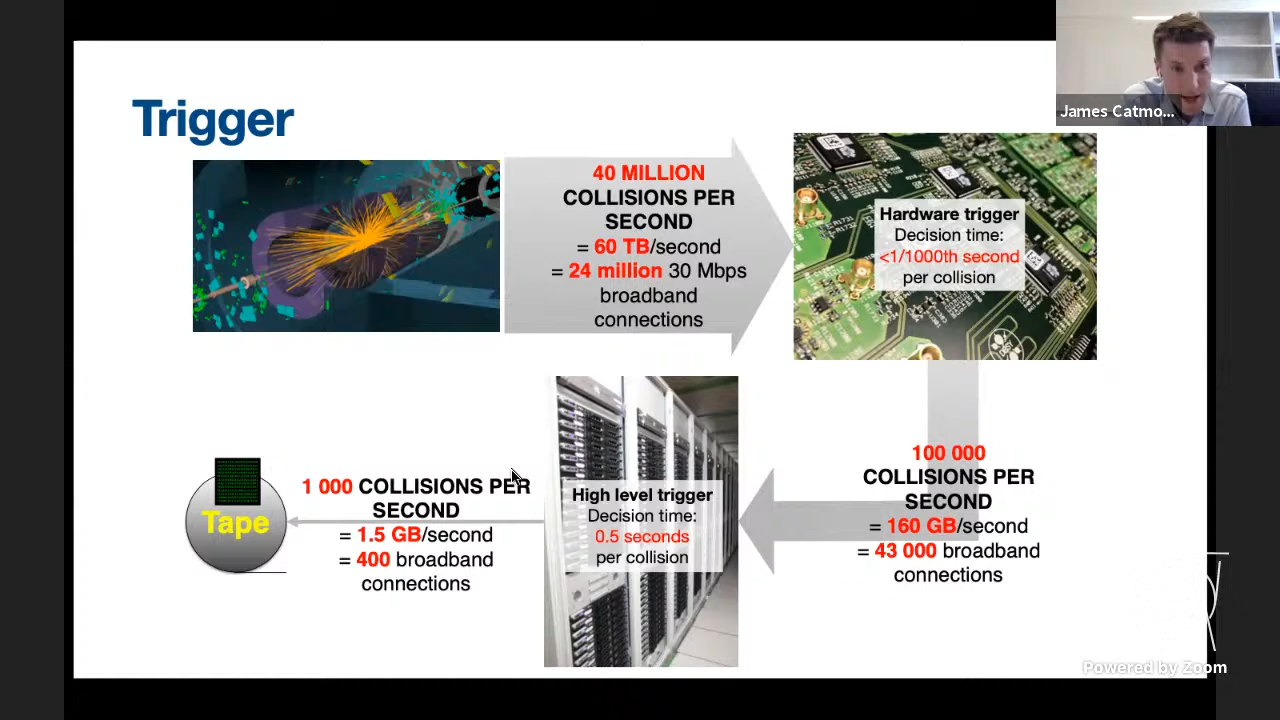 James Catmo...
Trigger
40 MILLION
COLLISIONS PER
SECOND
= 60 TB/second
= 24 million 30 Mbps
broadband
connections
Hardware trigger
Decision time:
<1/1000th second
per collision
100 000
COLLISIONS PER
SECOND
= 160 GB/second
= 43 000 broadband
connections
High level trigger
Decision time:
0.5 seconds
per collision
1 000 COLLISIONS PER
SECOND
= 1.5 GB/second
= 400 broadband
connections
Tape
Powered by Zoom